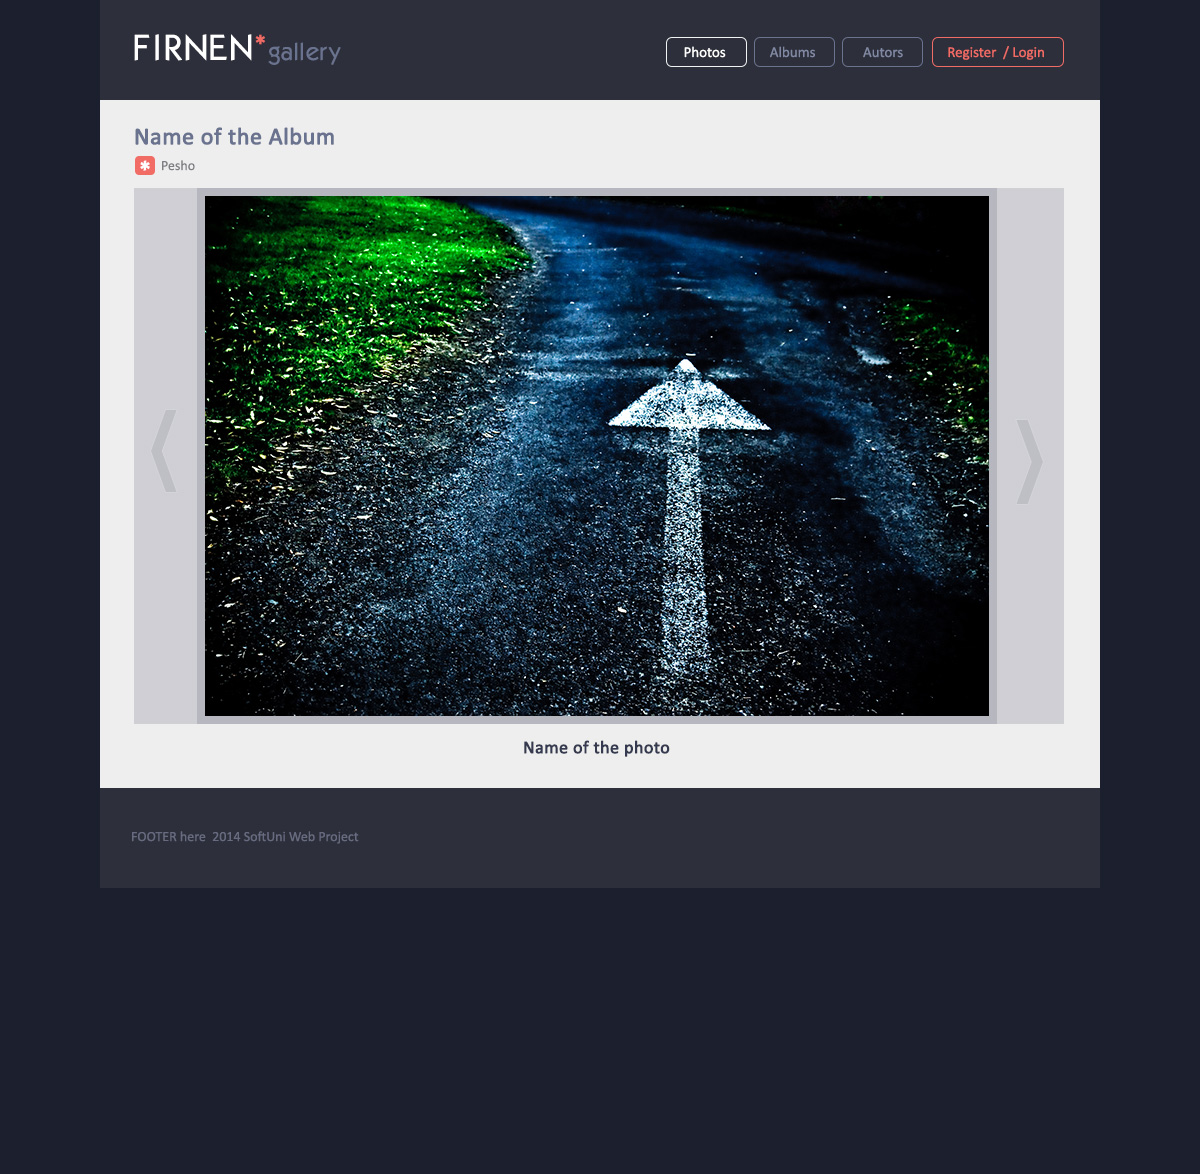 FIRNEN* gallery
Photos Albums Autors Register / Login
Name of the Album
Pesho
Name of the photo
FOOTER here 2014 SoftUni Web Project